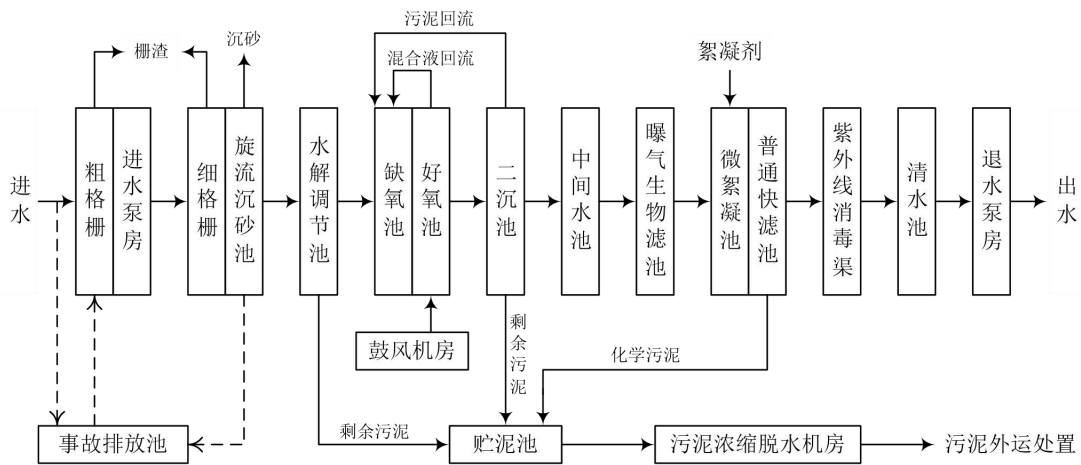 污泥回流
沉砂
栅渣
混合液回流
絮凝剂
进水
粗格栅
进水泵房
细格栅
旋流沉砂池
水解调节池
缺氧池
好氧池
二沉池
中间水池
曝气生物滤池
微絮凝池
普通快滤池
紫外线消毒渠
清水池
退水泵房
出水
鼓风机房
剩余污泥
化学污泥
事故排放池
剩余污泥
贮泥池
污泥浓缩脱水机房
污泥外运处置